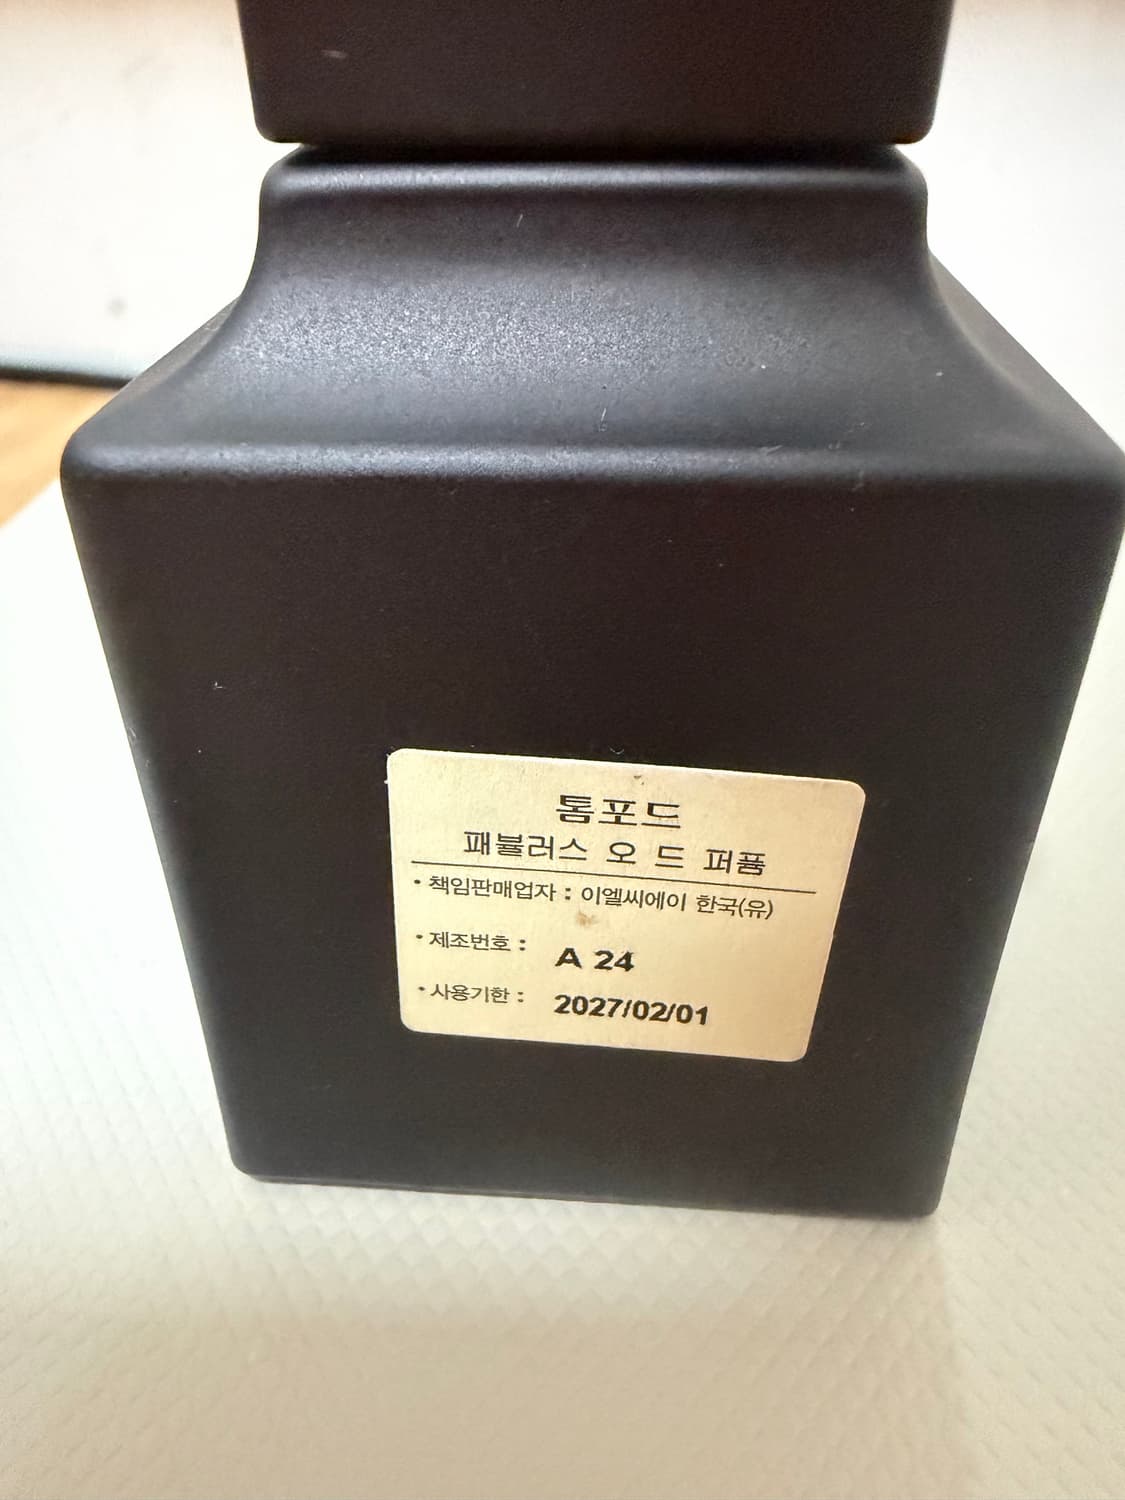 톰포드
패뷸러스 오 드 퍼퓸
· 책임판매업자 : 이엘씨에이 한국(유)
· 제조번호 : A 24
· 사용기한 : 2027/02/01